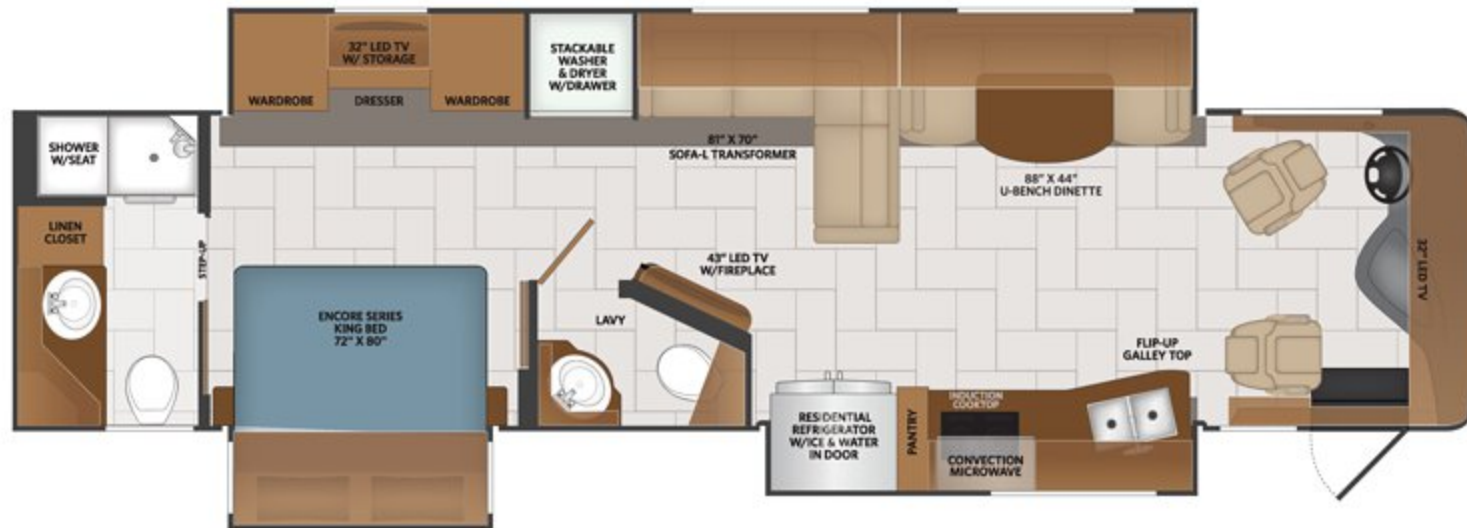 32" LED TV
W/ STORAGE
WARDROBE
DRESSER
WARDROBE
STACKABLE
WASHER
& DRYER
W/DRAWER
SHOWER
W/SEAT
81" X 70"
SOFA-L TRANSFORMER
88" X 44"
U-BENCH DINETTE
LINEN
CLOSET
STEP-UP
43" LED TV
W/FIREPLACE
32" LED TV
ENCORE SERIES
KING BED
72" X 80"
LAVY
FLIP-UP
GALLEY TOP
RESIDENTIAL
REFRIGERATOR
W/ICE & WATER
IN DOOR
PANTRY
INDUCTION
COOKTOP
CONVECTION
MICROWAVE